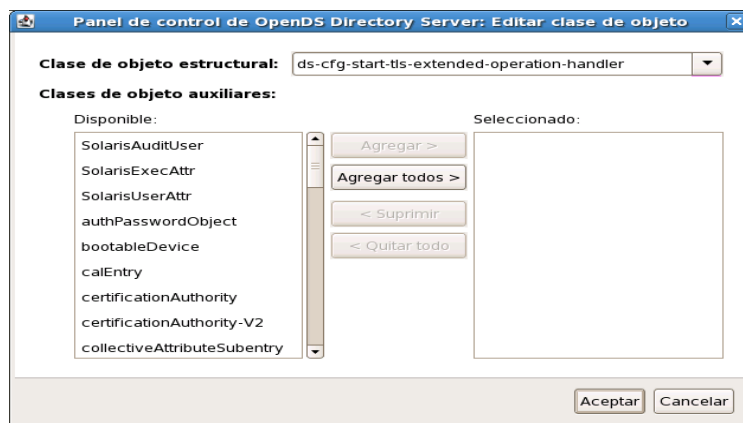 Panel de control de OpenDS Directory Server: Editar clase de objeto
Clase de objeto estructural: ds-cfg-start-tls-extended-operation-handler
Clases de objeto auxiliares:
Disponible:
Seleccionado:
SolarisAuditUser
SolarisExecAttr
SolarisUserAttr
authPasswordObject
bootableDevice
calEntry
certificationAuthority
certificationAuthority-V2
collectiveAttributeSubentry
Agregar >
Agregar todos >
< Suprimir
< Quitar todo
Aceptar
Cancelar